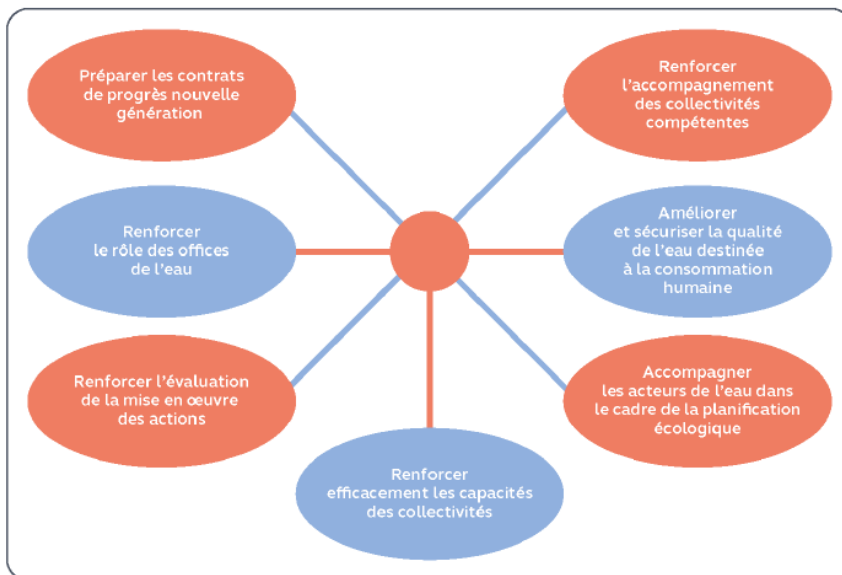 Préparer les contrats
de progrès nouvelle
génération
Renforcer
l’accompagnement
des collectivités
compétentes
Renforcer
le rôle des offices
de l’eau
Améliorer
et sécuriser la qualité
de l’eau destinée
à la consommation
humaine
Renforcer l’évaluation
de la mise en œuvre
des actions
Accompagner
les acteurs de l’eau dans
le cadre de la planification
écologique
Renforcer
efficacement les capacités
des collectivités